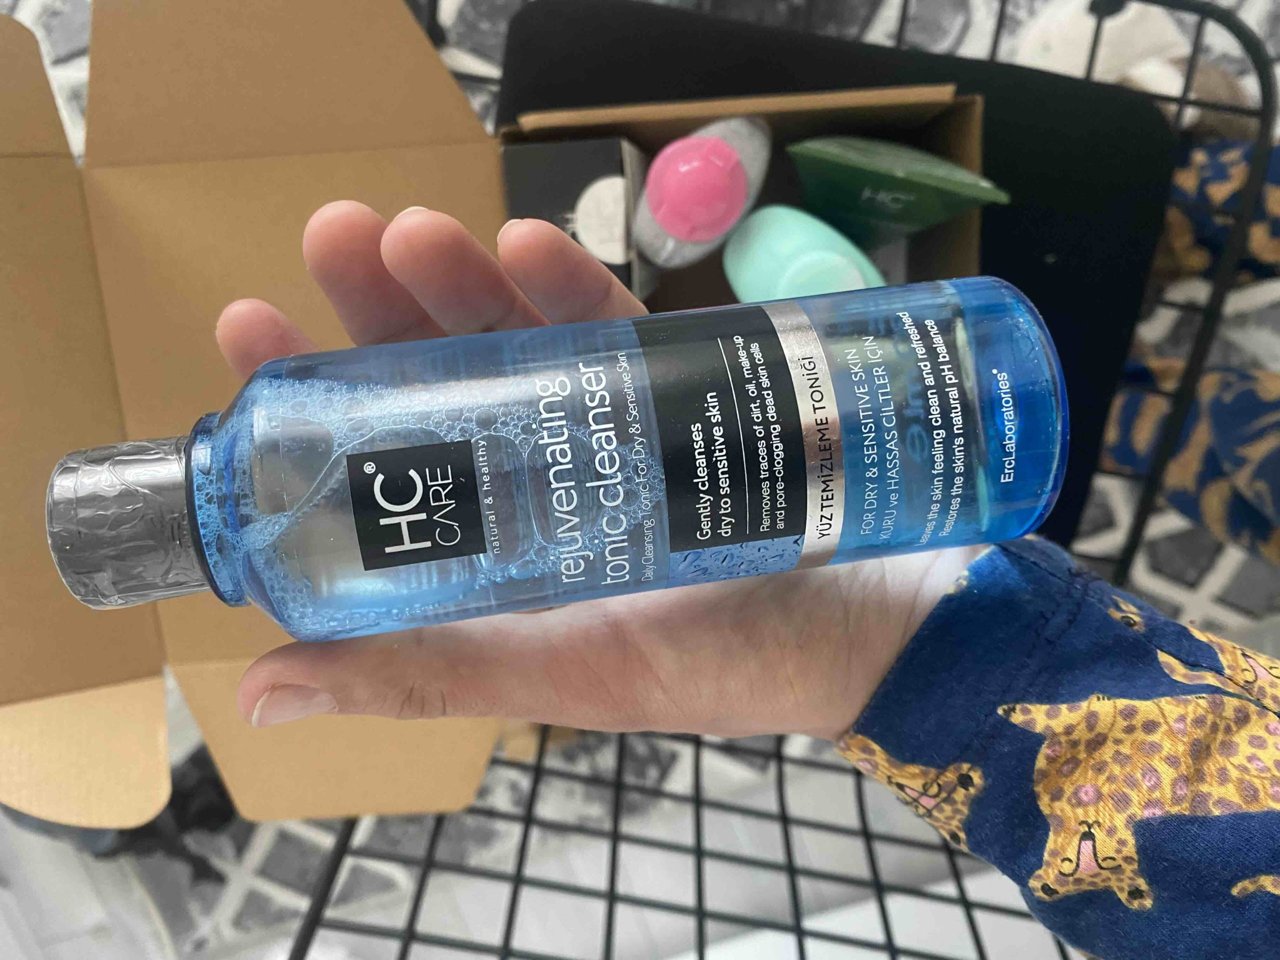 HC®
CARE
natural & healthy
rejuvenating
tonic cleanser
Daily Cleansing Tonic For Dry & Sensitive Skin
Gently cleanses
dry to sensitive skin
Removes traces of dirt, oil, make-up
and pore-clogging dead skin cells
YÜZ TEMİZLEME TONİĞİ
FOR DRY & SENSITIVE SKIN
KURU ve HASSAS CİLTLER İÇİN
Leaves the skin feeling clean and refreshed
Restores the skin's natural pH balance
ErcLaboratories®
HC